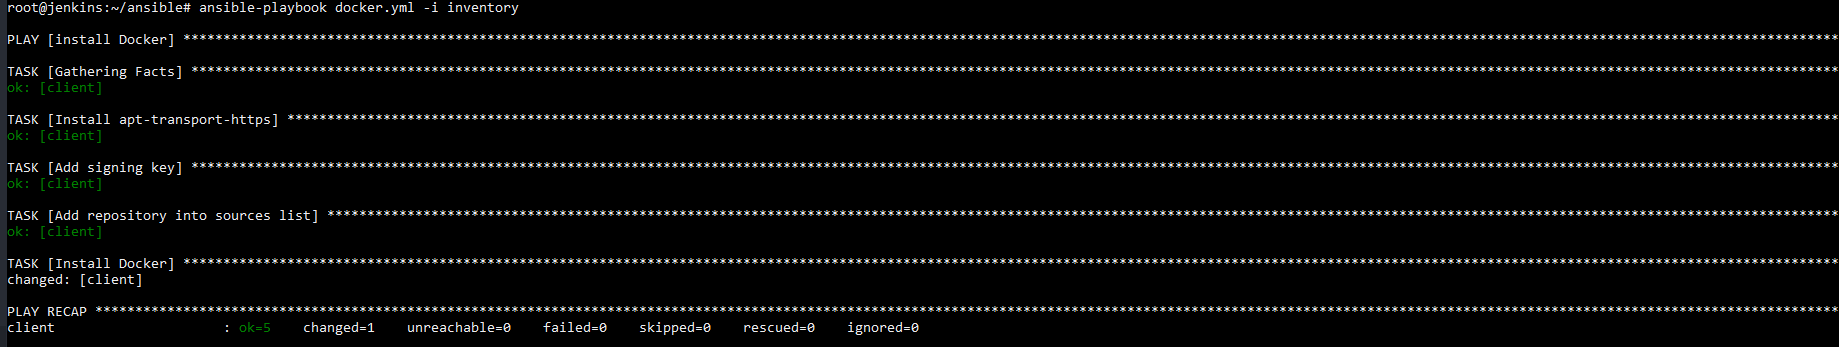 root@jenkins:~/ansible# ansible-playbook docker.yml -i inventory
PLAY [install Docker] ****************************************************************************************************************************************************************************************************************
TASK [Gathering Facts] ***************************************************************************************************************************************************************************************************************
ok: [client]
TASK [Install apt-transport-https] ***************************************************************************************************************************************************************************************************
ok: [client]
TASK [Add signing key] ***************************************************************************************************************************************************************************************************************
ok: [client]
TASK [Add repository into sources list] **********************************************************************************************************************************************************************************************
ok: [client]
TASK [Install Docker] ****************************************************************************************************************************************************************************************************************
changed: [client]
PLAY RECAP ***************************************************************************************************************************************************************************************************************************
client                     : ok=5    changed=1    unreachable=0    failed=0    skipped=0    rescued=0    ignored=0